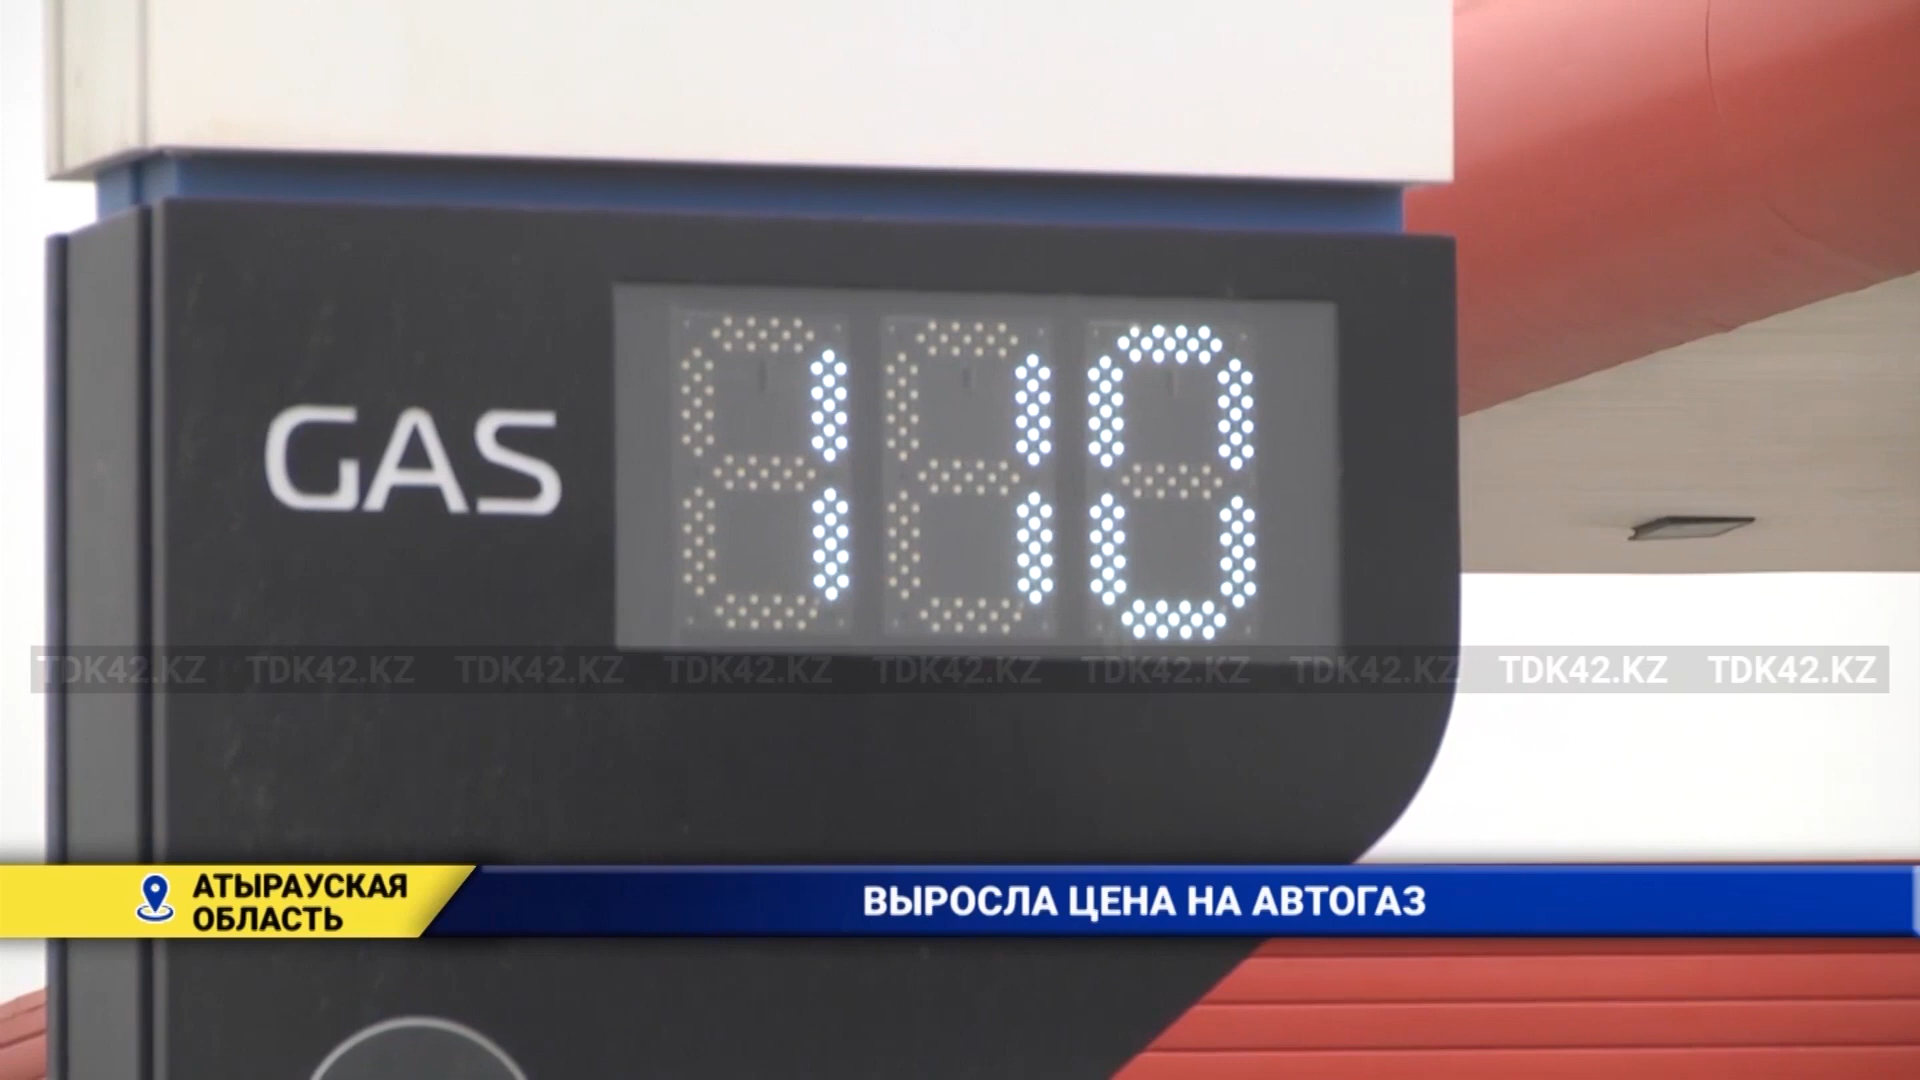 GAS 110
TDK42.KZ TDK42.KZ TDK42.KZ TDK42.KZ TDK42.KZ TDK42.KZ TDK42.KZ TDK42.KZ TDK42.KZ
АТЫРАУСКАЯ
ОБЛАСТЬ
ВЫРОСЛА ЦЕНА НА АВТОГАЗ